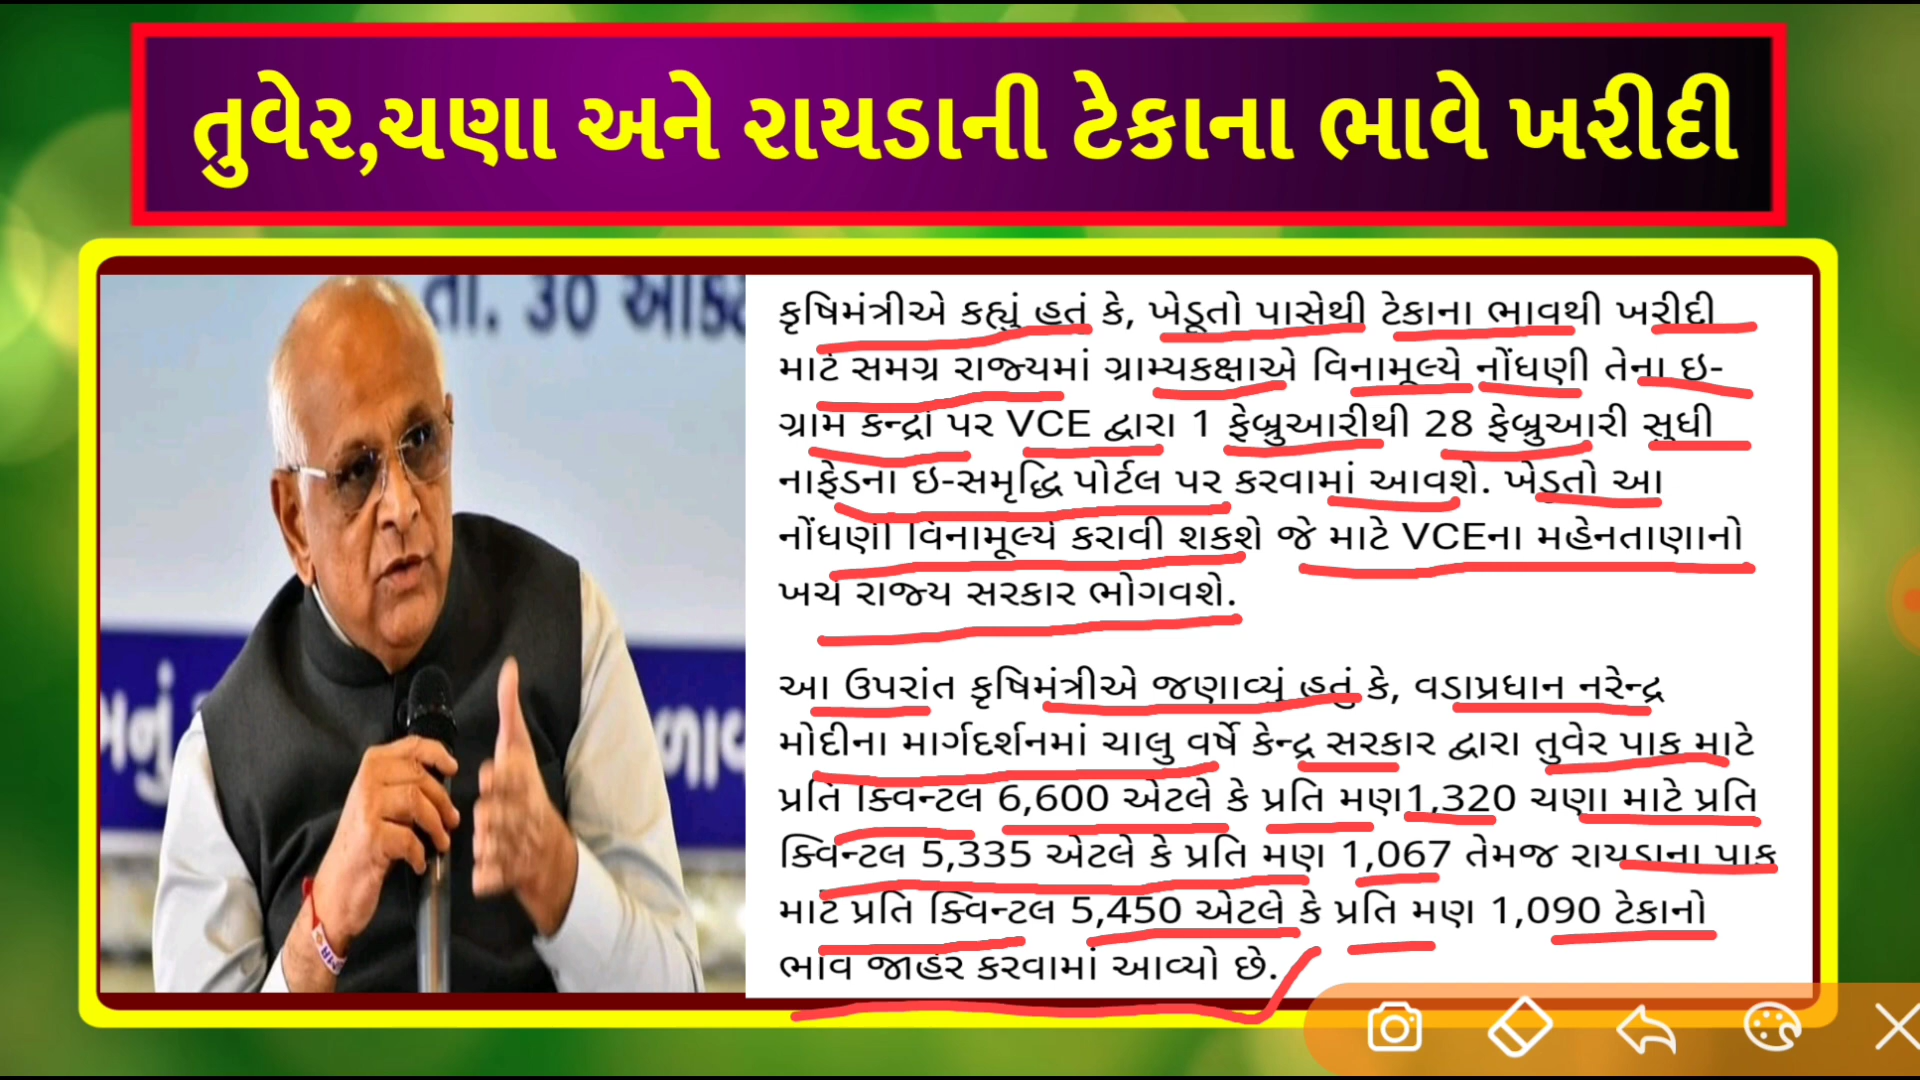 તુવેર,ચણા અને રાયડાની ટેકાના ભાવે ખરીદી
તા. ૩૦
કૃષિમંત્રીએ કહ્યું હતું કે, ખેડૂતો પાસેથી ટેકાના ભાવથી ખરીદી
માટે સમગ્ર રાજ્યમાં ગ્રામ્યકક્ષાએ વિનામૂલ્યે નોંધણી તેના ઇ-
ગ્રામ કેન્દ્રો પર VCE દ્વારા 1 ફેબ્રુઆરીથી 28 ફેબ્રુઆરી સુધી
નાફેડના ઇ-સમૃદ્ધિ પોર્ટલ પર કરવામાં આવશે. ખેડૂતો આ
નોંધણી વિનામૂલ્યે કરાવી શકશે જે માટે VCEના મહેનતાણાનો
ખર્ચ રાજ્ય સરકાર ભોગવશે.
આ ઉપરાંત કૃષિમંત્રીએ જણાવ્યું હતું કે, વડાપ્રધાન નરેન્દ્ર
મોદીના માર્ગદર્શનમાં ચાલુ વર્ષે કેન્દ્ર સરકાર દ્વારા તુવેર પાક માટે
પ્રતિ ક્વિન્ટલ 6,600 એટલે કે પ્રતિ મણ1,320 ચણા માટે પ્રતિ
ક્વિન્ટલ 5,335 એટલે કે પ્રતિ મણ 1,067 તેમજ રાયડાના પાક
માટે પ્રતિ ક્વિન્ટલ 5,450 એટલે કે પ્રતિ મણ 1,090 ટેકાનો
ભાવ જાહેર કરવામાં આવ્યો છે.